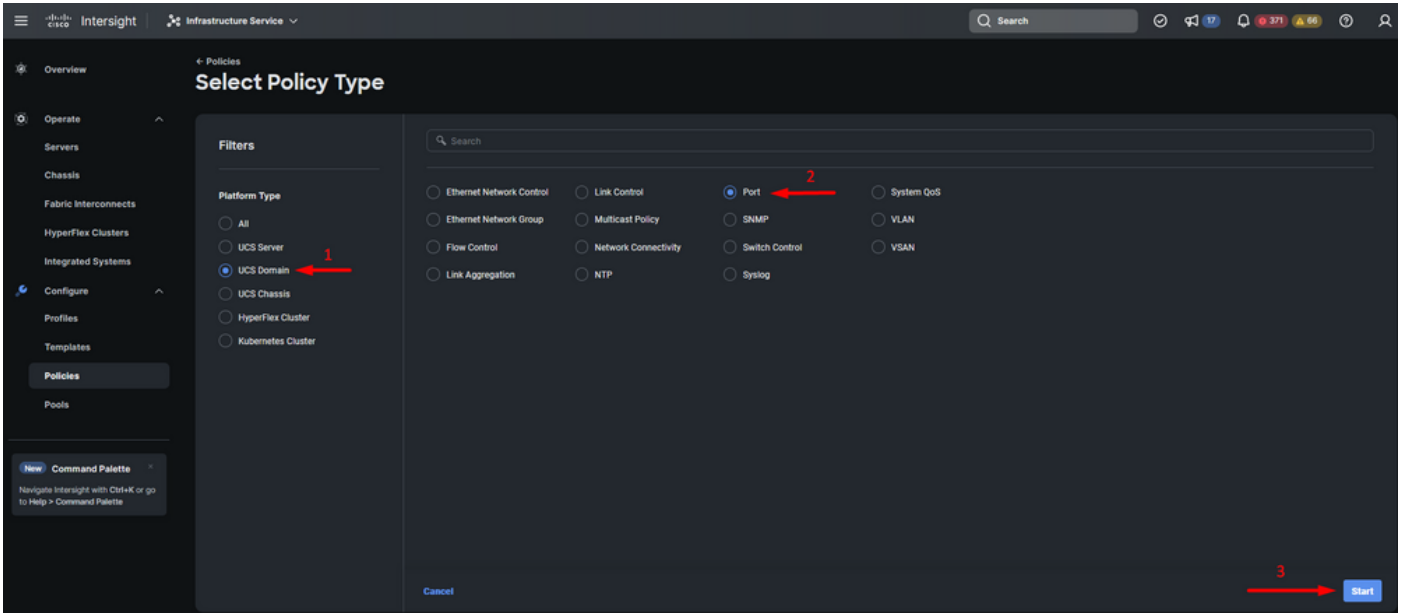 cisco Intersight Infrastructure Service Search 17 371 66
Overview
Operate
Servers
Chassis
Fabric Interconnects
HyperFlex Clusters
Integrated Systems
Configure
Profiles
Templates
Policies
Pools
New Command Palette
Navigate Intersight with Ctrl+K or go
to Help > Command Palette
← Policies
Select Policy Type
Filters
Platform Type
All
UCS Server
1
UCS Domain
UCS Chassis
HyperFlex Cluster
Kubernetes Cluster
Search
2
Ethernet Network Control Link Control Port System QoS
Ethernet Network Group Multicast Policy SNMP VLAN
Flow Control Network Connectivity Switch Control VSAN
Link Aggregation NTP Syslog
3
Cancel Start